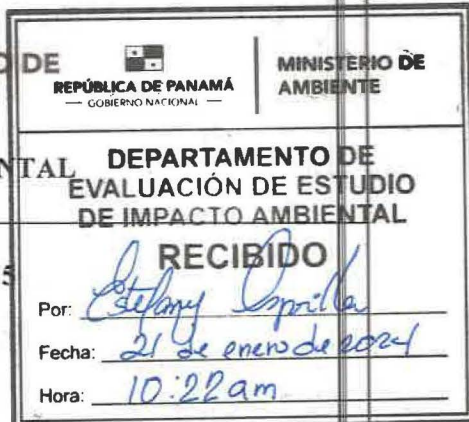 O DE
REPÚBLICA DE PANAMÁ
— GOBIERNO NACIONAL —
MINISTERIO DE
AMBIENTE
NTAL
DEPARTAMENTO DE
EVALUACIÓN DE ESTUDIO
DE IMPACTO AMBIENTAL
5
RECIBIDO
Por: Estefany
Fecha: 21 de enero de 2024
Hora: 10:22 am